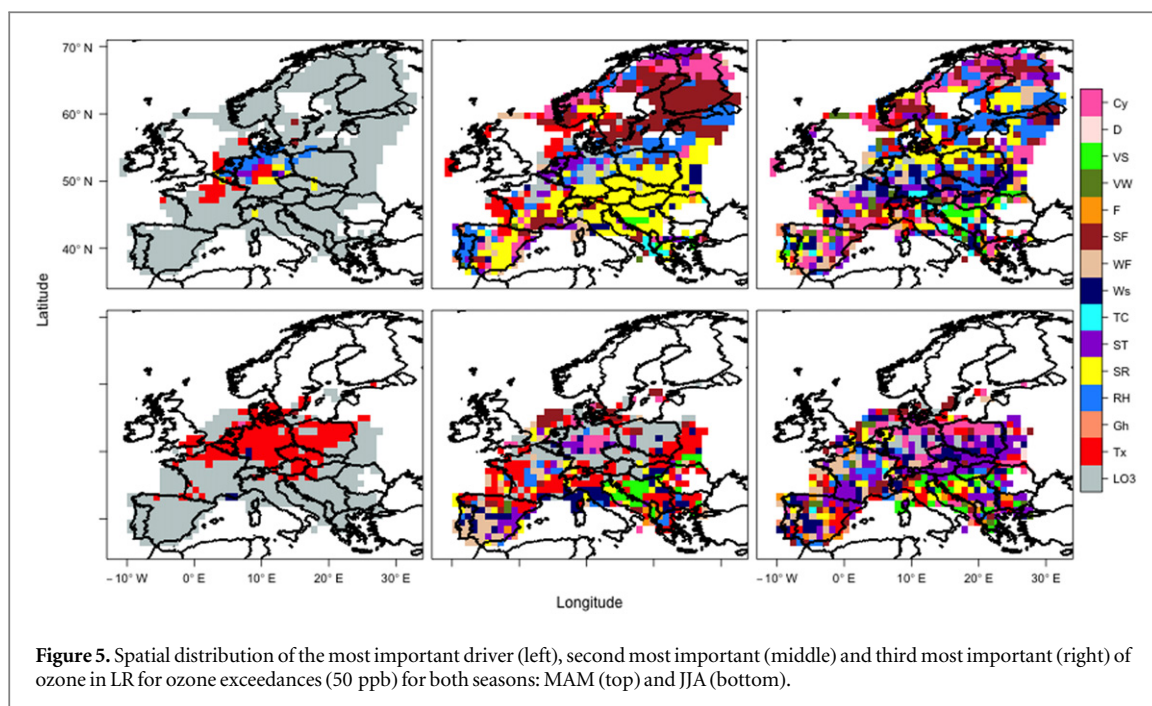 70° N
60° N
50° N
40° N
Latitude
Cy
D
VS
VW
F
SF
WF
Ws
TC
ST
SR
RH
Gh
Tx
LO3
−10° W 0° E 10° E 20° E 30° E
−10° W 0° E 10° E 20° E 30° E
Longitude
Figure 5. Spatial distribution of the most important driver (left), second most important (middle) and third most important (right) of
ozone in LR for ozone exceedances (50 ppb) for both seasons: MAM (top) and JJA (bottom).